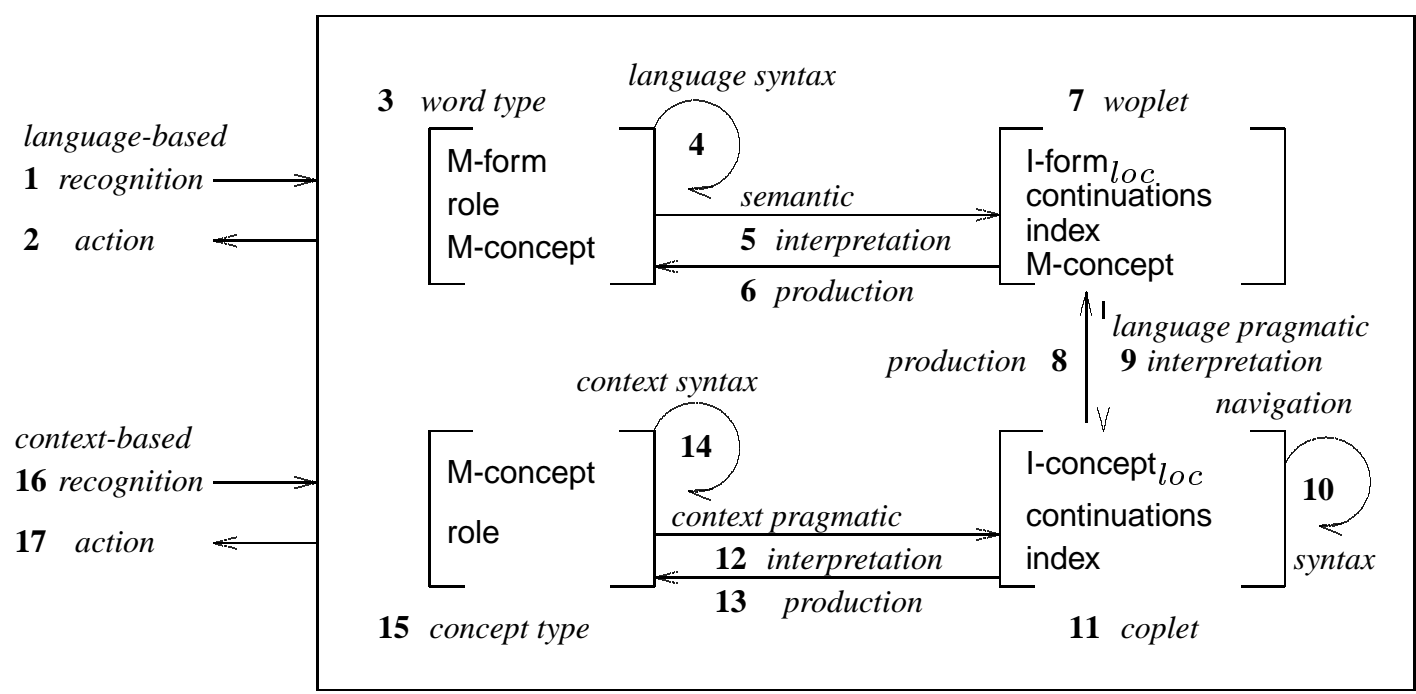 language syntax
3 word type
7 woplet
language-based
1 recognition
2 action
M-form
role
M-concept
4
semantic
5 interpretation
6 production
I-form_loc
continuations
index
M-concept
production 8
language pragmatic
9 interpretation
context syntax
navigation
context-based
16 recognition
17 action
M-concept
role
14
context pragmatic
12 interpretation
13 production
I-concept_loc
continuations
index
10
syntax
15 concept type
11 coplet